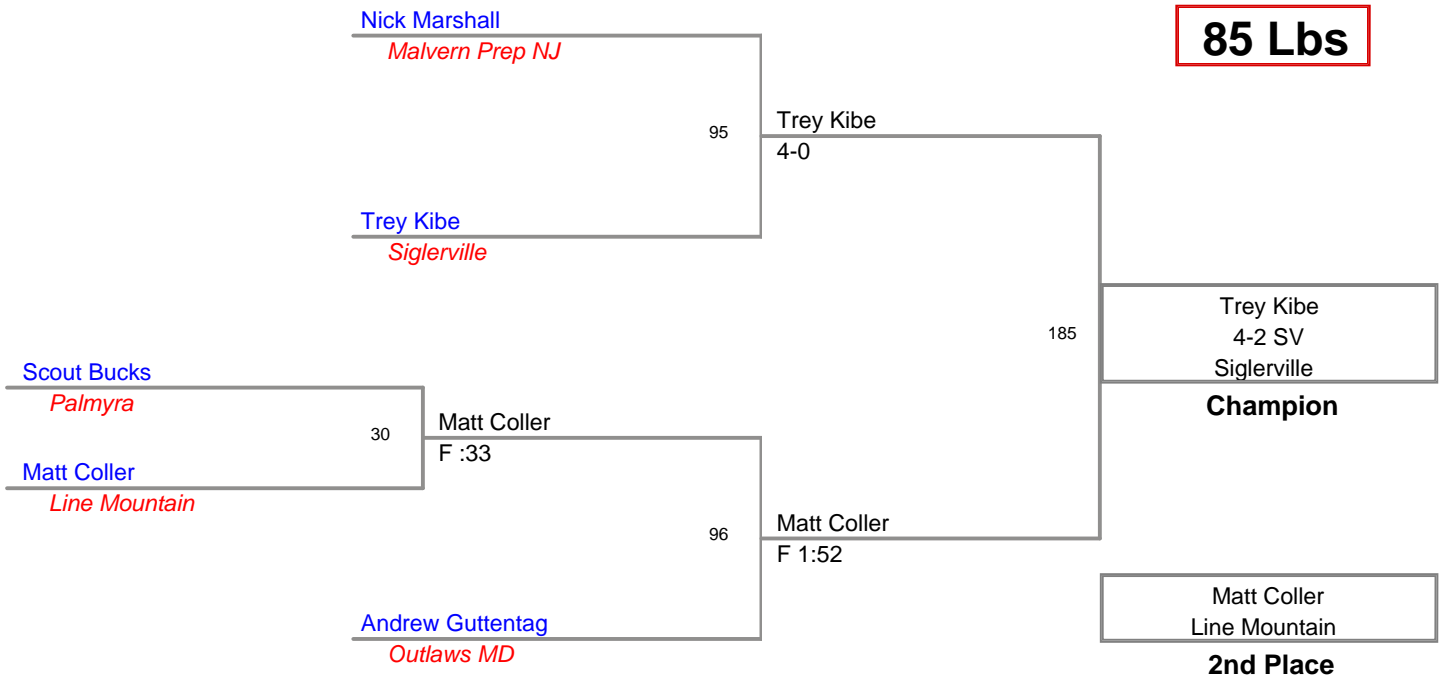 Nick Marshall
Malvern Prep NJ
85 Lbs
95
Trey Kibe
4-0
Trey Kibe
Siglerville
Scout Bucks
Palmyra
30
Matt Coller
F :33
Matt Coller
Line Mountain
96
Matt Coller
F 1:52
Andrew Guttentag
Outlaws MD
185
Trey Kibe
4-2 SV
Siglerville
Champion
Matt Coller
Line Mountain
2nd Place